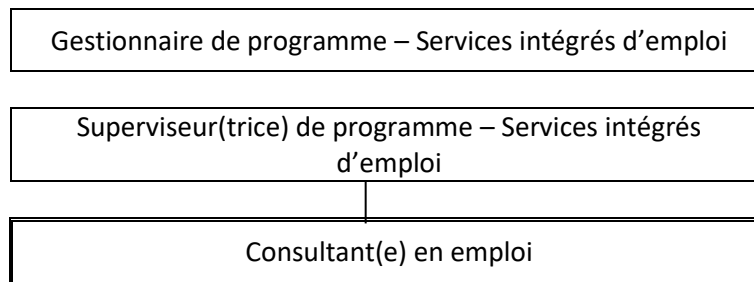 Gestionnaire de programme – Services intégrés d’emploi
Superviseur(trice) de programme – Services intégrés
d’emploi
Consultant(e) en emploi